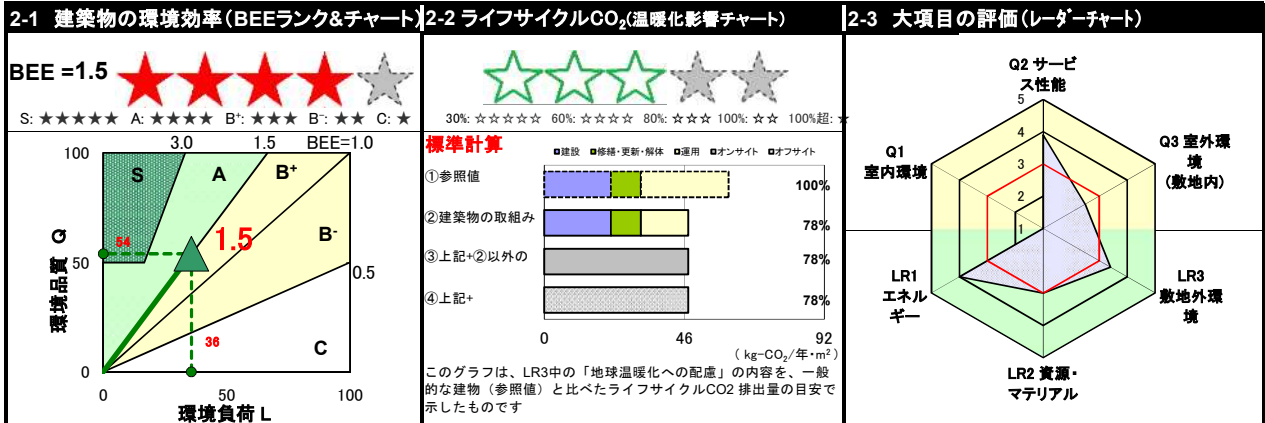 2-1 建築物の環境効率(BEEランク&チャート)
BEE =1.5
S: ★★★★★ A: ★★★★ B⁺: ★★★ B⁻: ★★ C: ★
3.0 1.5 BEE=1.0
100
S
A
B⁺
54
1.5
B⁻
50
0.5
36
C
0
環境品質 Q
0 50 100
環境負荷 L
2-2 ライフサイクルCO₂(温暖化影響チャート)
30%: ☆☆☆☆☆ 60%: ☆☆☆☆ 80%: ☆☆☆ 100%: ☆☆ 100%超: ☆
標準計算
建設 修繕・更新・解体 運用 オンサイト オフサイト
①参照値 100%
②建築物の取組み 78%
③上記+②以外の 78%
④上記+ 78%
0 46 92
( kg-CO₂/年・m² )
このグラフは、LR3中の「地球温暖化への配慮」の内容を、一般
的な建物(参照値)と比べたライフサイクルCO2 排出量の目安で
示したものです
2-3 大項目の評価(レーダーチャート)
Q2 サービ
ス性能
5
4
3
2
1
Q1
室内環境
Q3 室外環
境
(敷地内)
LR1
エネル
ギー
LR3
敷地外環
境
LR2 資源・
マテリアル